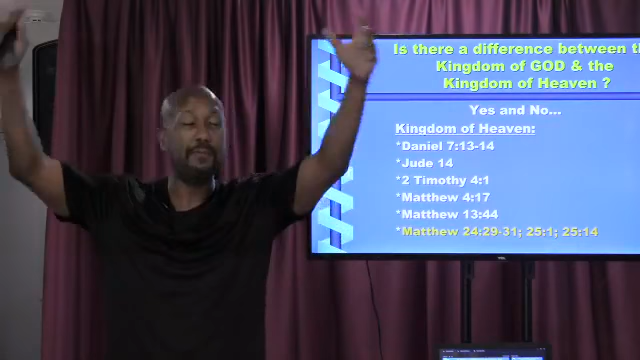 Is there a difference between th
Kingdom of GOD & the
Kingdom of Heaven ?
Yes and No...
Kingdom of Heaven:
*Daniel 7:13-14
*Jude 14
*2 Timothy 4:1
*Matthew 4:17
*Matthew 13:44
*Matthew 24:29-31; 25:1; 25:14